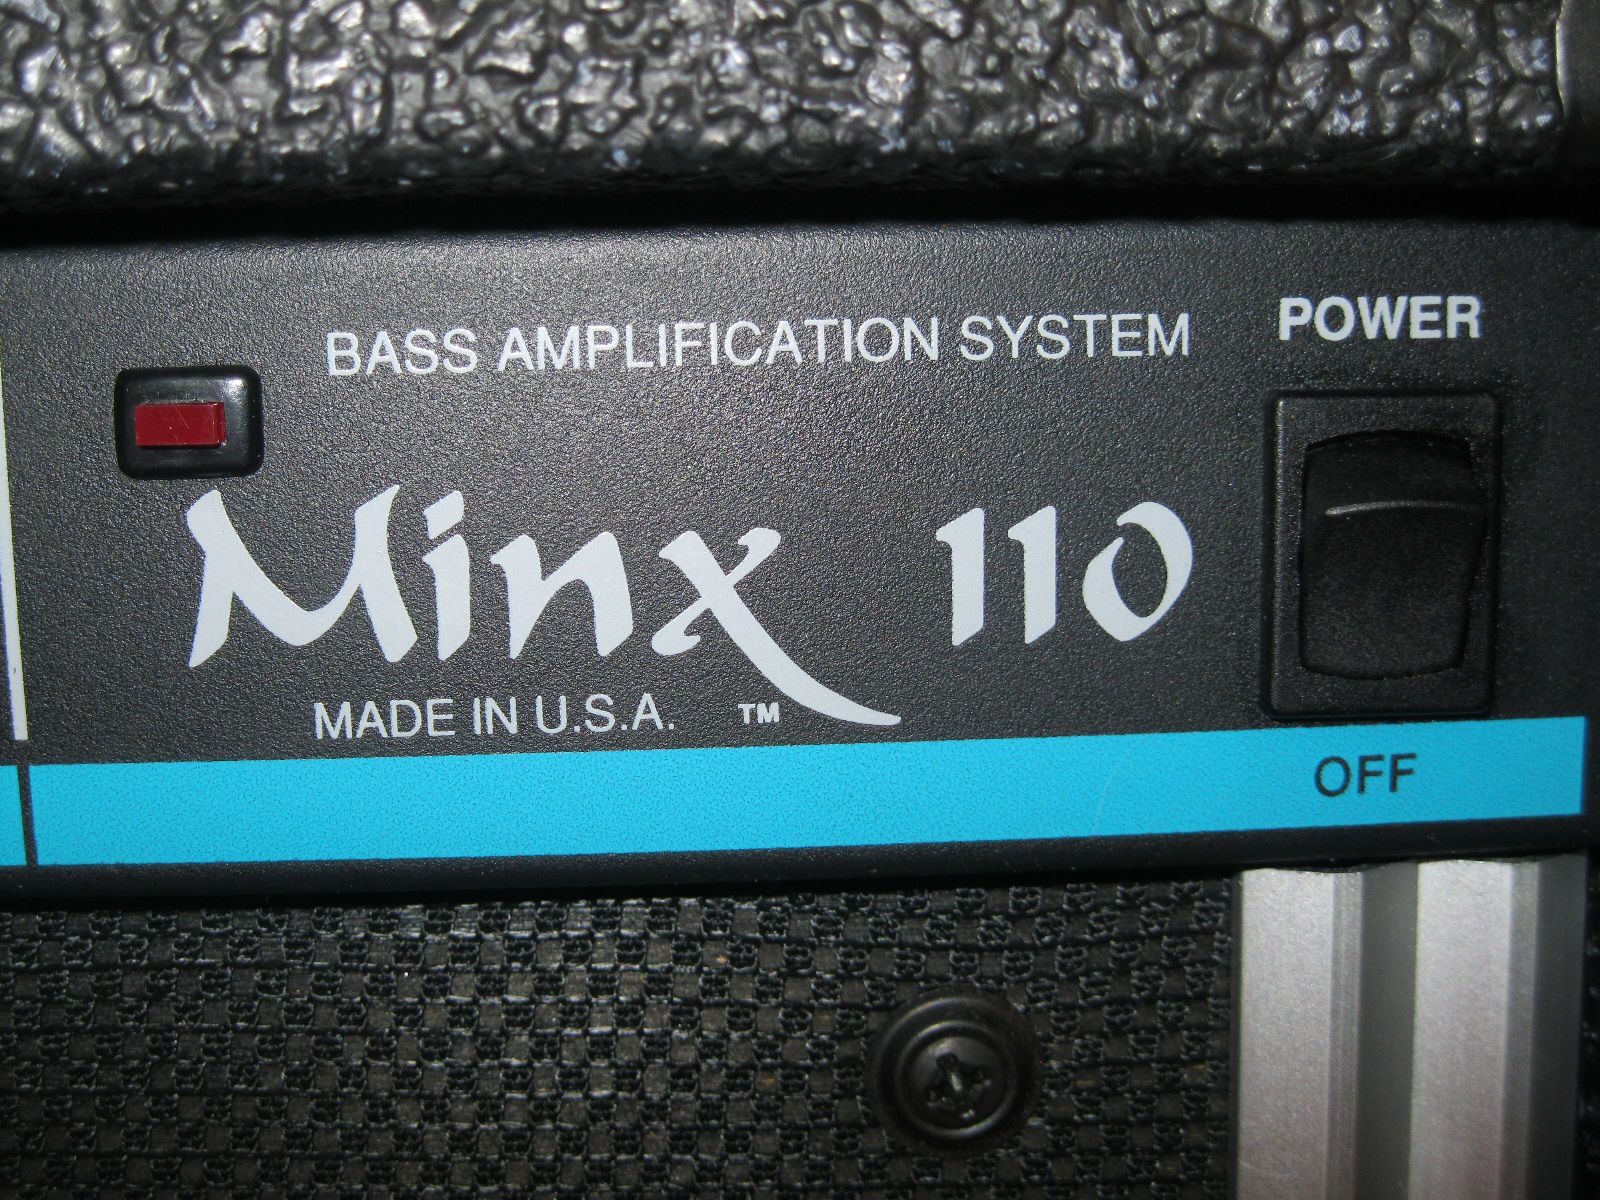 BASS AMPLIFICATION SYSTEM
POWER
Minx 110
MADE IN U.S.A. TM
OFF